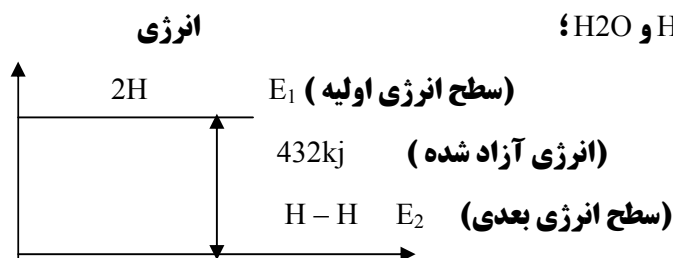 H2O و H؛
انرژی
2H E₁ (سطح انرژی اولیه)
432kj (انرژی آزاد شده)
H – H E₂ (سطح انرژی بعدی)